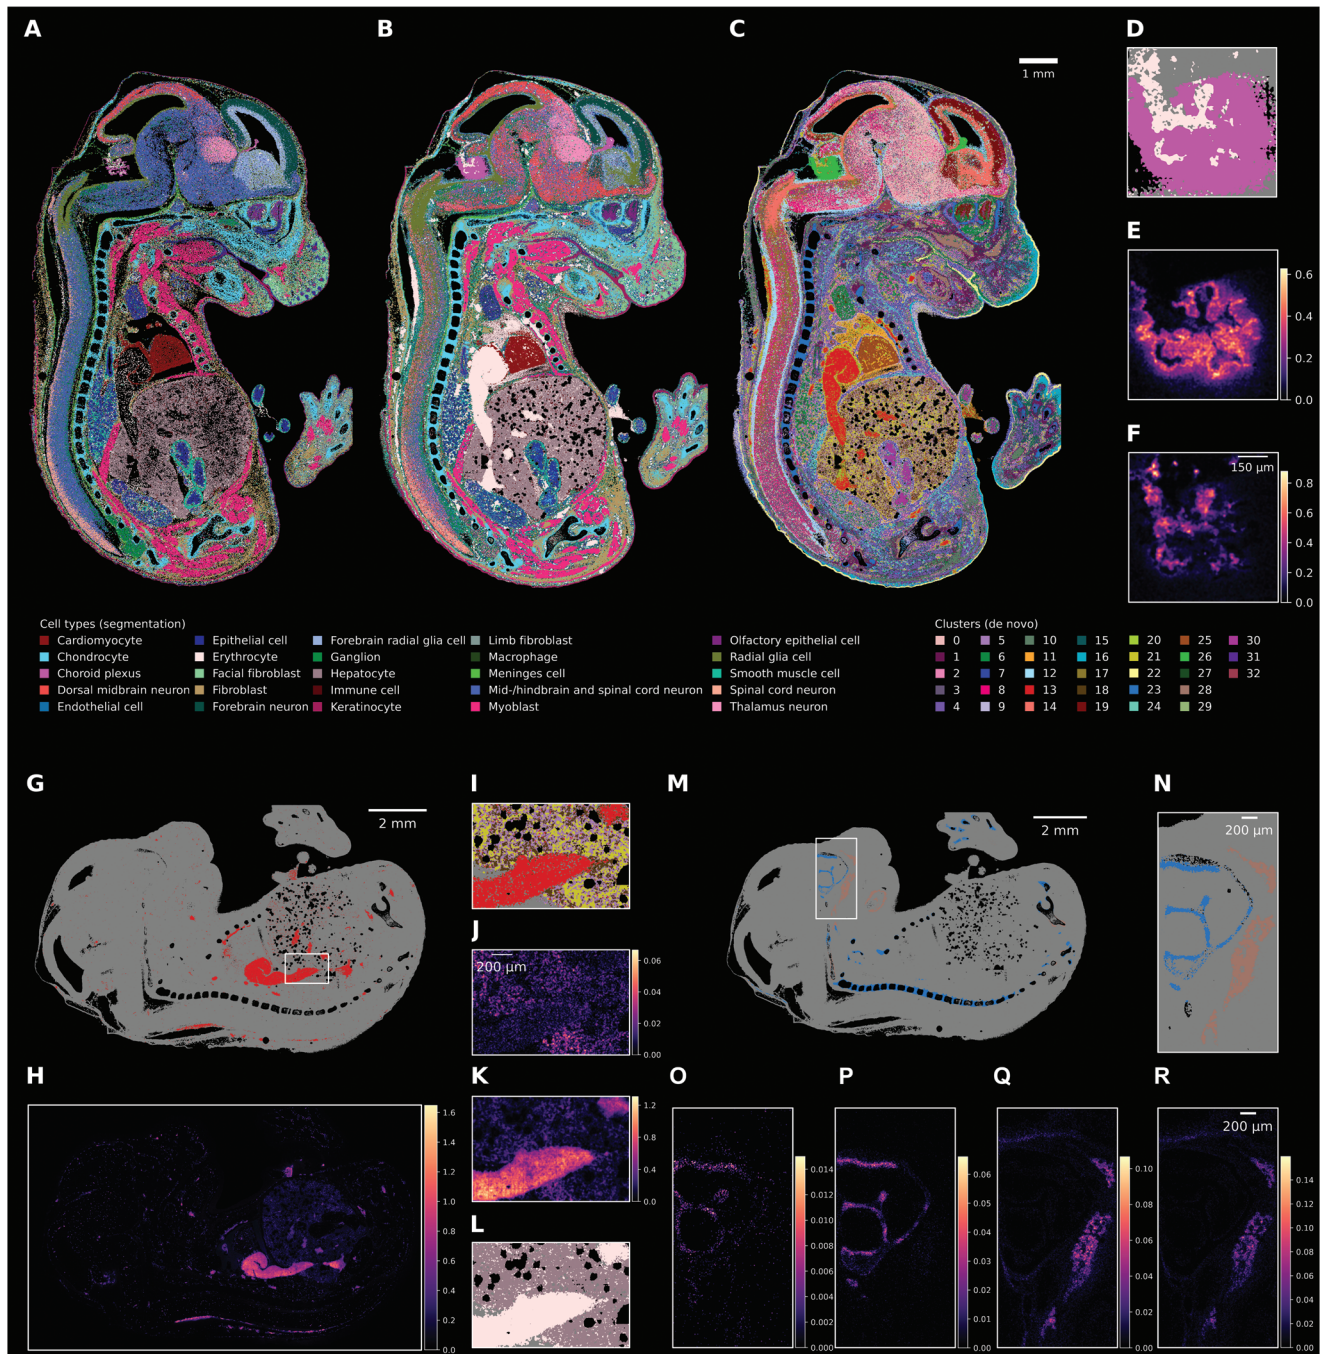 A
B
C
D
1 mm
E
0.6
0.4
0.2
0.0
F
150 µm
0.8
0.6
0.4
0.2
0.0
Cell types (segmentation)
Cardiomyocyte
Chondrocyte
Choroid plexus
Dorsal midbrain neuron
Endothelial cell
Epithelial cell
Erythrocyte
Facial fibroblast
Fibroblast
Forebrain neuron
Forebrain radial glia cell
Ganglion
Hepatocyte
Immune cell
Keratinocyte
Limb fibroblast
Macrophage
Meninges cell
Mid-/hindbrain and spinal cord neuron
Myoblast
Olfactory epithelial cell
Radial glia cell
Smooth muscle cell
Spinal cord neuron
Thalamus neuron
Clusters (de novo)
0 5 10 15 20 25 30
1 6 11 16 21 26 31
2 7 12 17 22 27 32
3 8 13 18 23 28
4 9 14 19 24 29
G
2 mm
I
J
200 µm
0.06
0.04
0.02
0.00
M
2 mm
N
200 µm
H
1.6
1.4
1.2
1.0
0.8
0.6
0.4
0.2
0.0
K
1.2
0.8
0.4
0.0
L
O
0.014
0.012
0.010
0.008
0.006
0.004
0.002
0.000
P
0.06
0.05
0.04
0.03
0.02
0.01
0.00
Q
0.10
0.08
0.06
0.04
0.02
0.00
R
200 µm
0.14
0.12
0.10
0.08
0.06
0.04
0.02
0.00